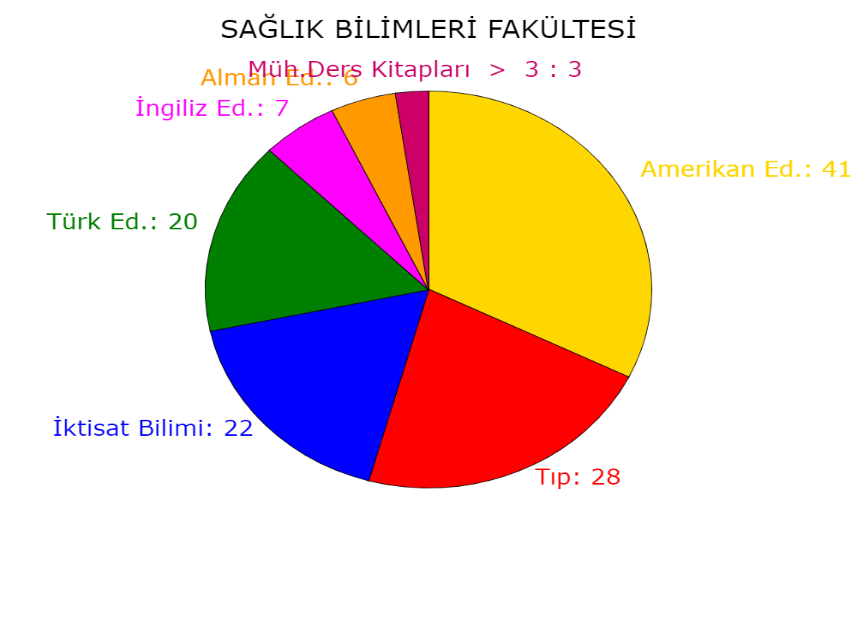 SAĞLIK BİLİMLERİ FAKÜLTESİ
Müh.Ders Kitapları > 3 : 3
Alman Ed.: 6
İngiliz Ed.: 7
Amerikan Ed.: 41
Türk Ed.: 20
İktisat Bilimi: 22
Tıp: 28